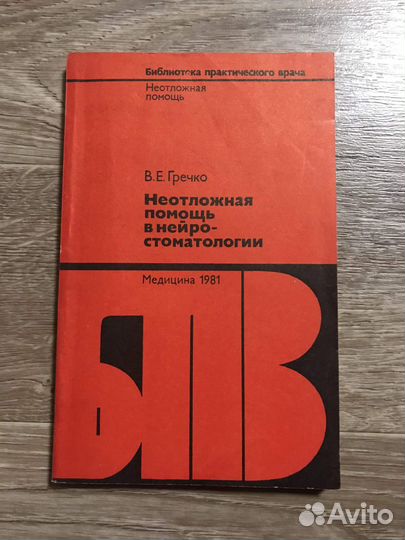 Библиотека практического врача
Неотложная
помощь
В.Е.Гречко
Неотложная
помощь
в нейро-
стоматологии
Медицина 1981
БПВ
Avito